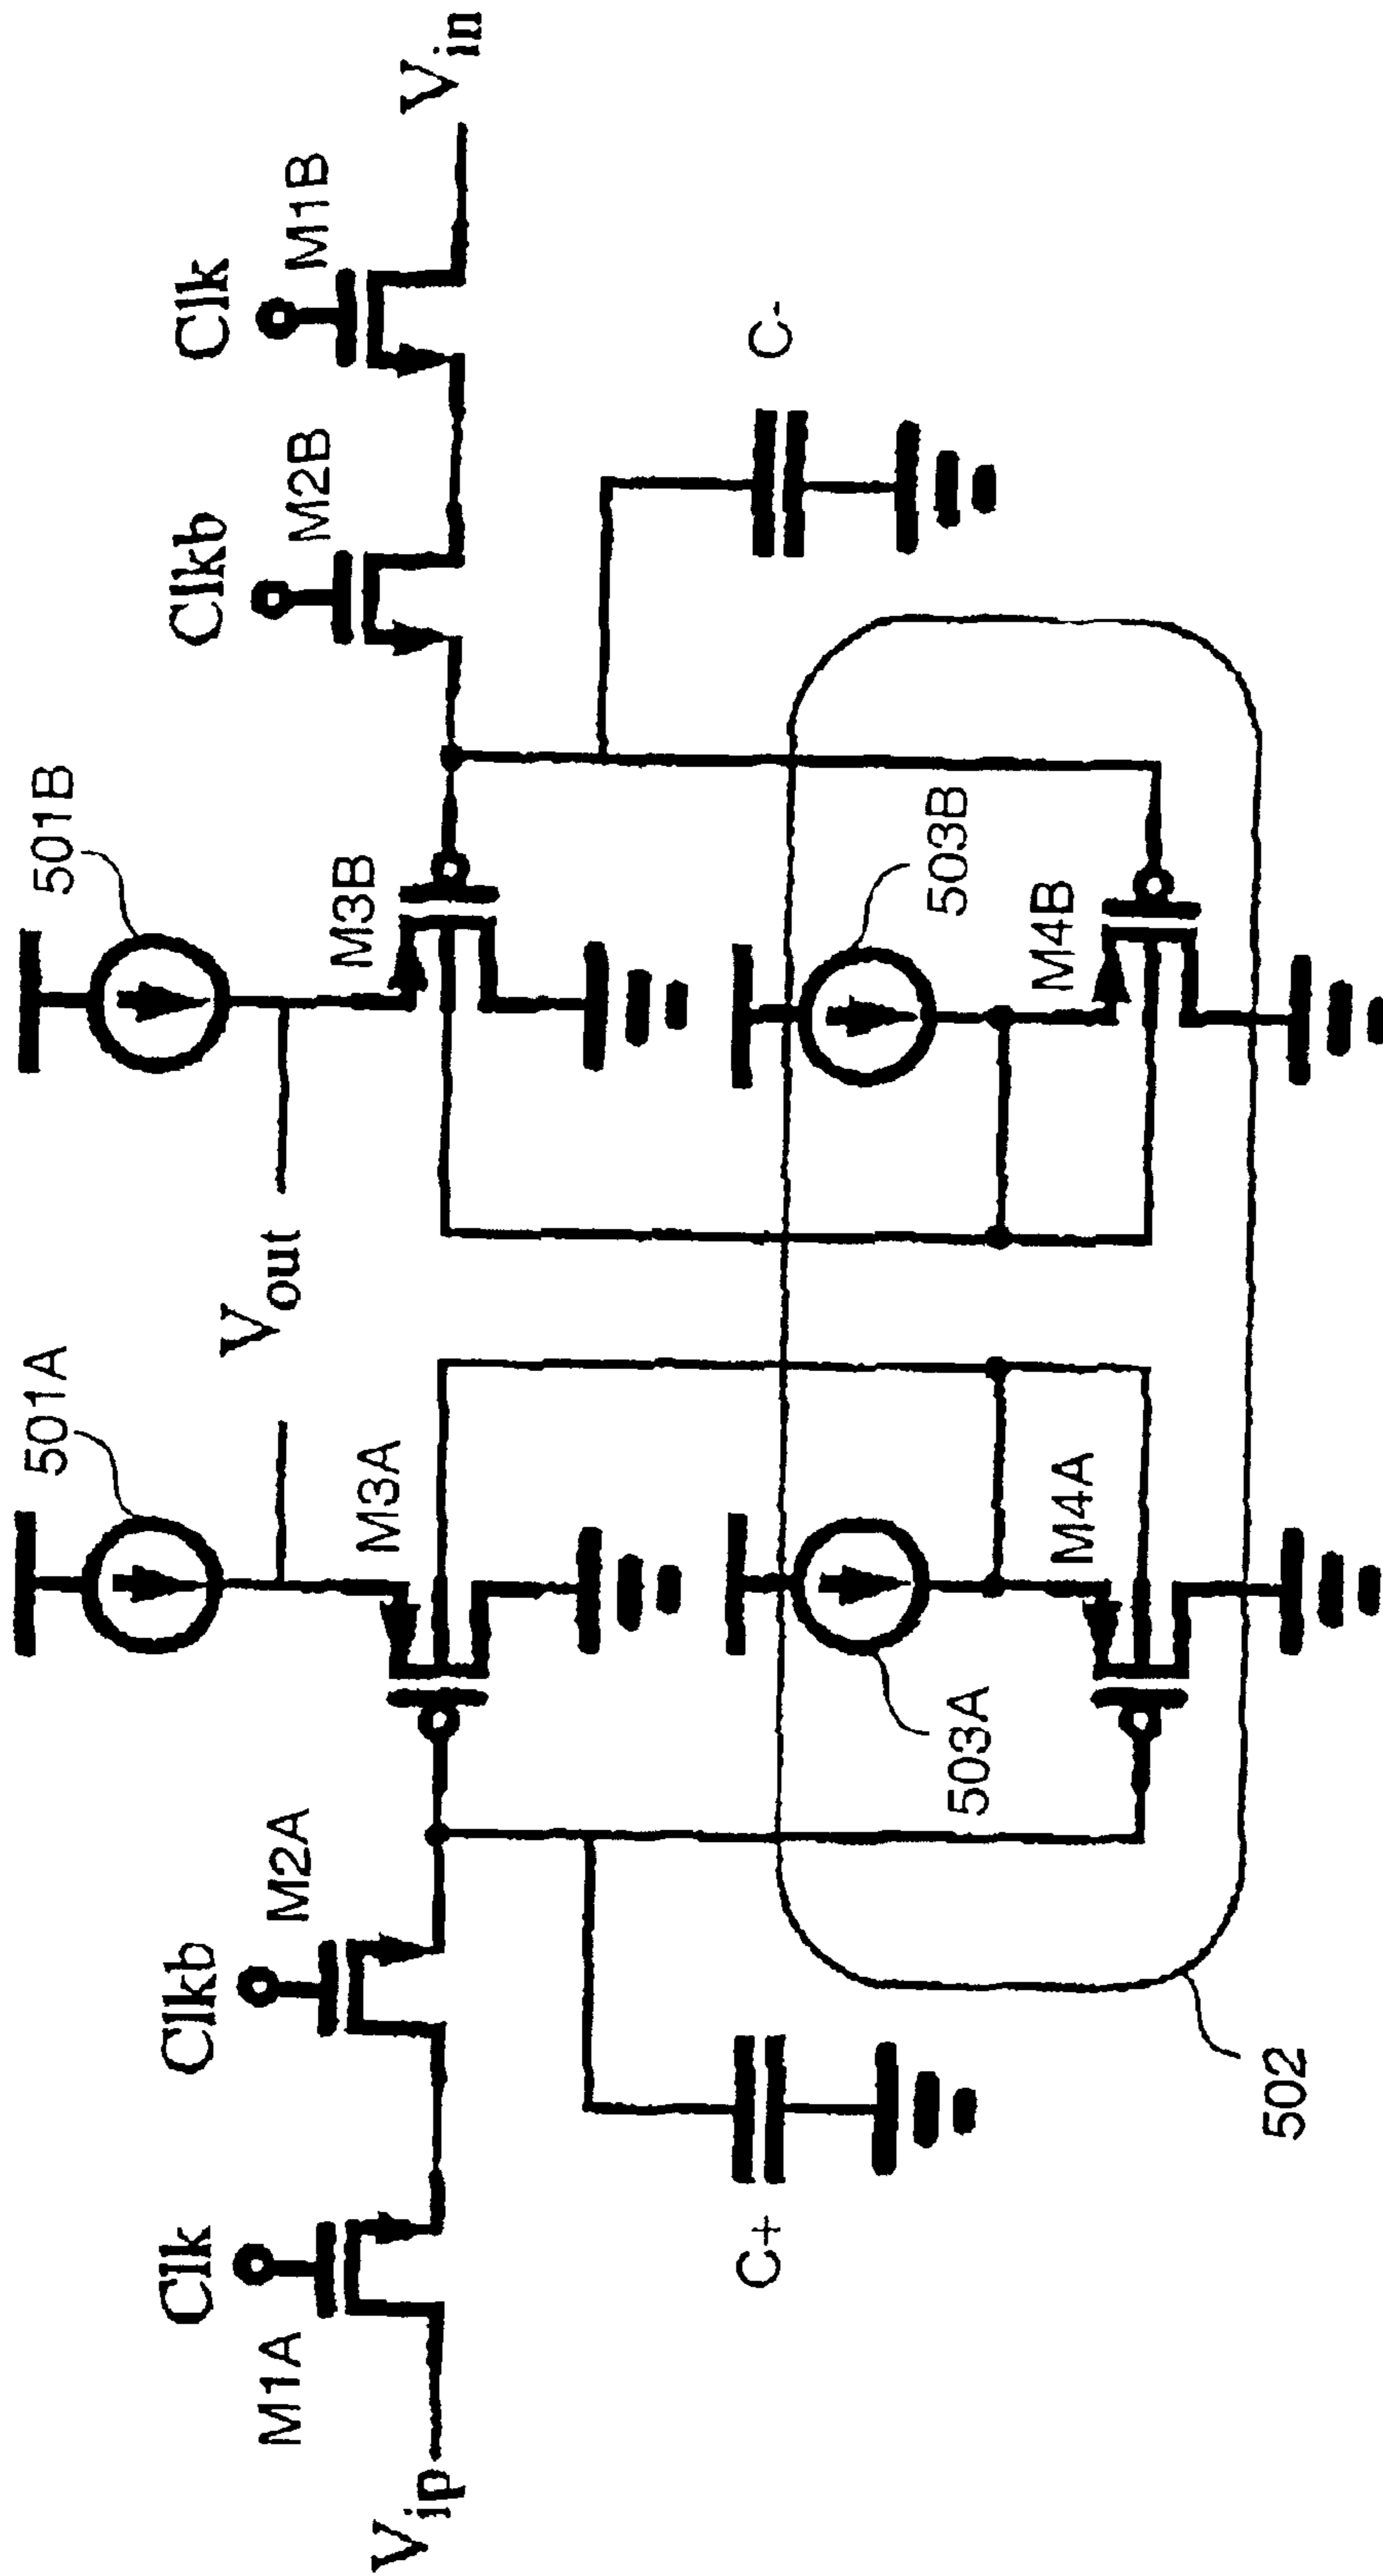 501A
501B
Clk
Clkb
Clkb
Clk
M1A
M2A
M3A
V_out
M3B
M2B
M1B
V_ip
V_in
C+
503A
M4A
503B
M4B
C-
502